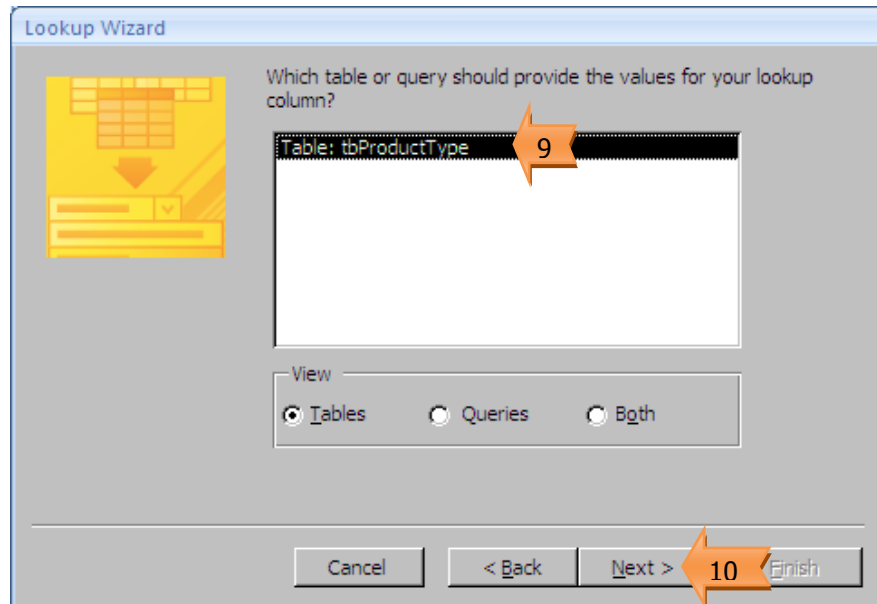 Lookup Wizard
Which table or query should provide the values for your lookup
column?
Table: tbProductType
9
View
Tables Queries Both
Cancel < Back Next > 10 Finish